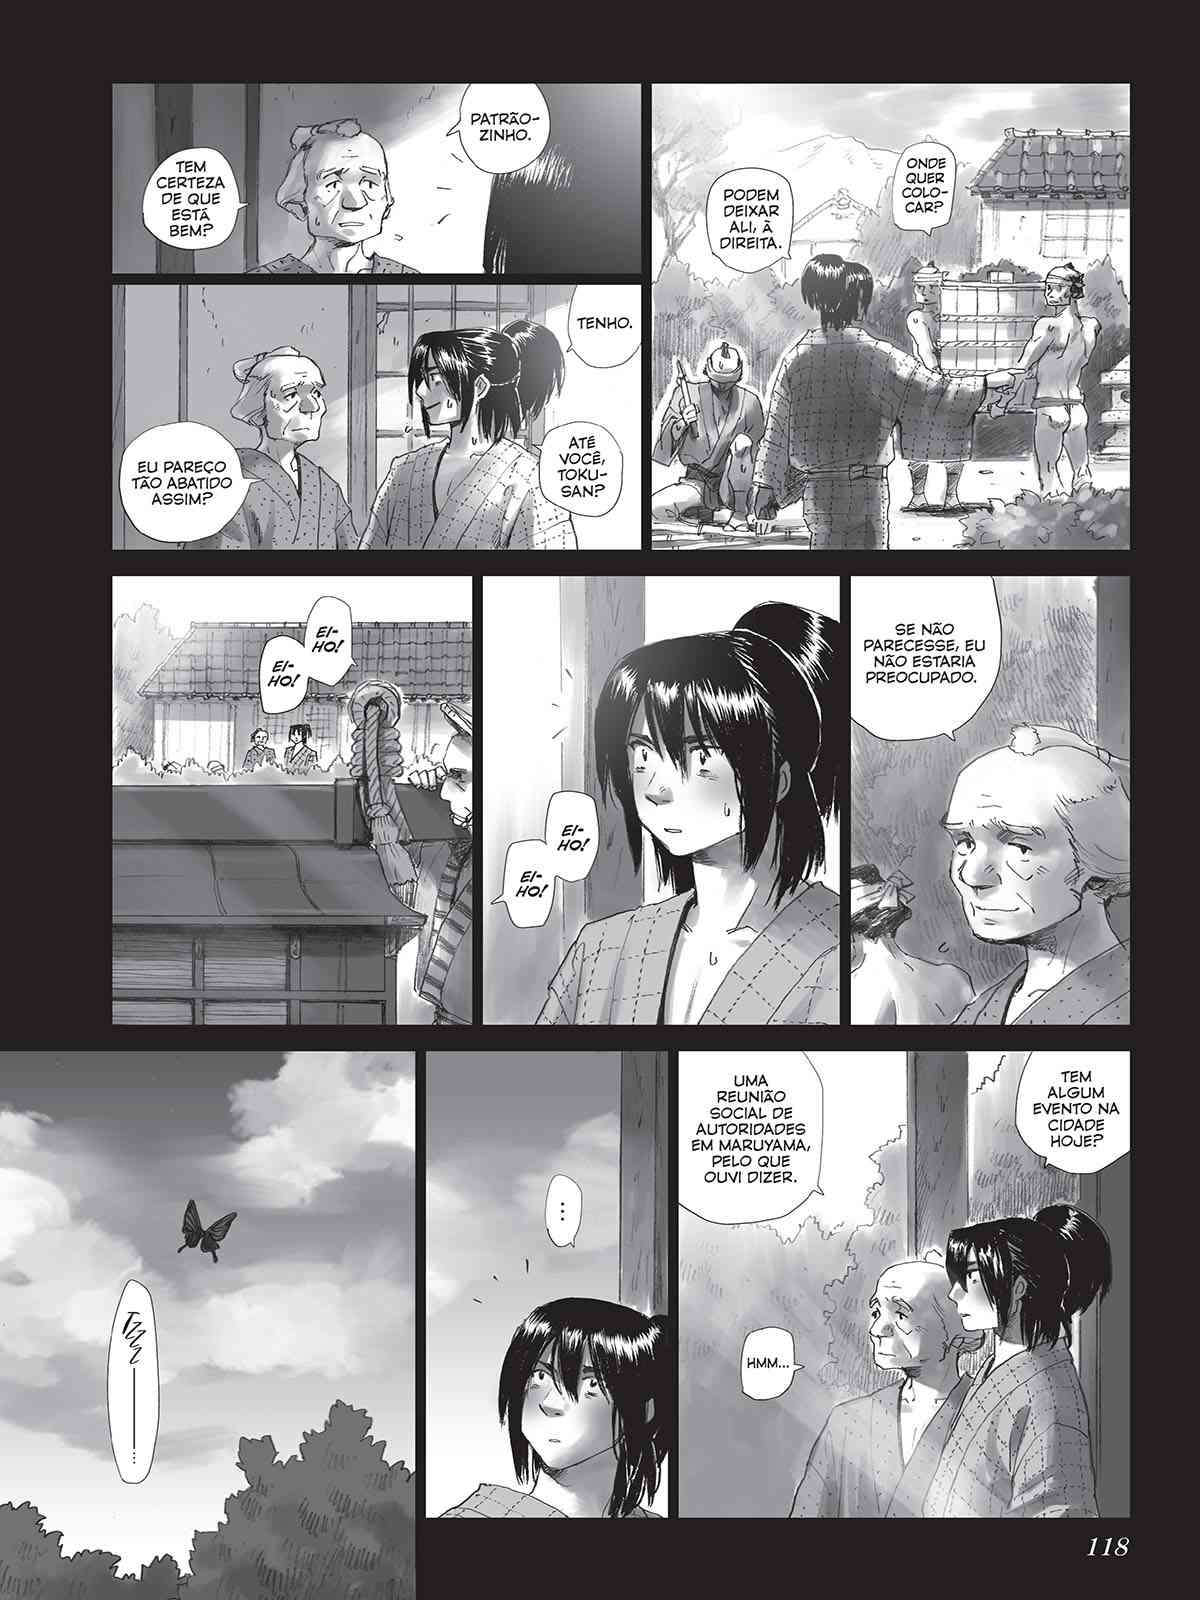 ONDE
QUER
COLO-
CAR?
PODEM
DEIXAR
ALI, À
DIREITA.
PATRÃO-
ZINHO.
TEM
CERTEZA
DE QUE
ESTÁ
BEM?
TENHO.
ATÉ
VOCÊ,
TOKU-
SAN?
EU PAREÇO
TÃO ABATIDO
ASSIM?
SE NÃO
PARECESSE, EU
NÃO ESTARIA
PREOCUPADO.
EI-
HO!
EI-
HO!
EI-
HO!
EI-
HO!
TEM
ALGUM
EVENTO NA
CIDADE
HOJE?
UMA
REUNIÃO
SOCIAL DE
AUTORIDADES
EM MARUYAMA,
PELO QUE
OUVI DIZER.
HMM...
...
118